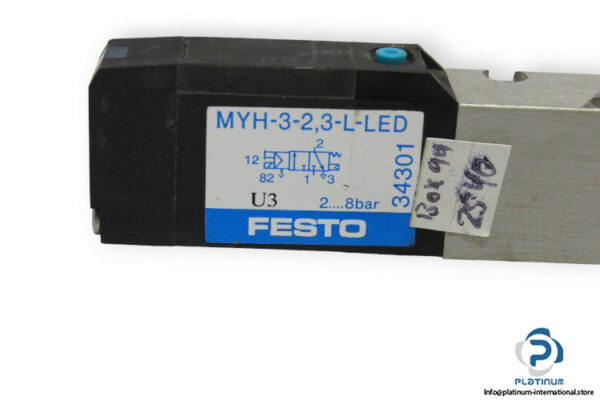 MYH-3-2,3-L-LED
2
12
82 1 3
U3 2....8bar
34301
FESTO
BOX 99
2540
PLATINUM
Info@platinum-international.store